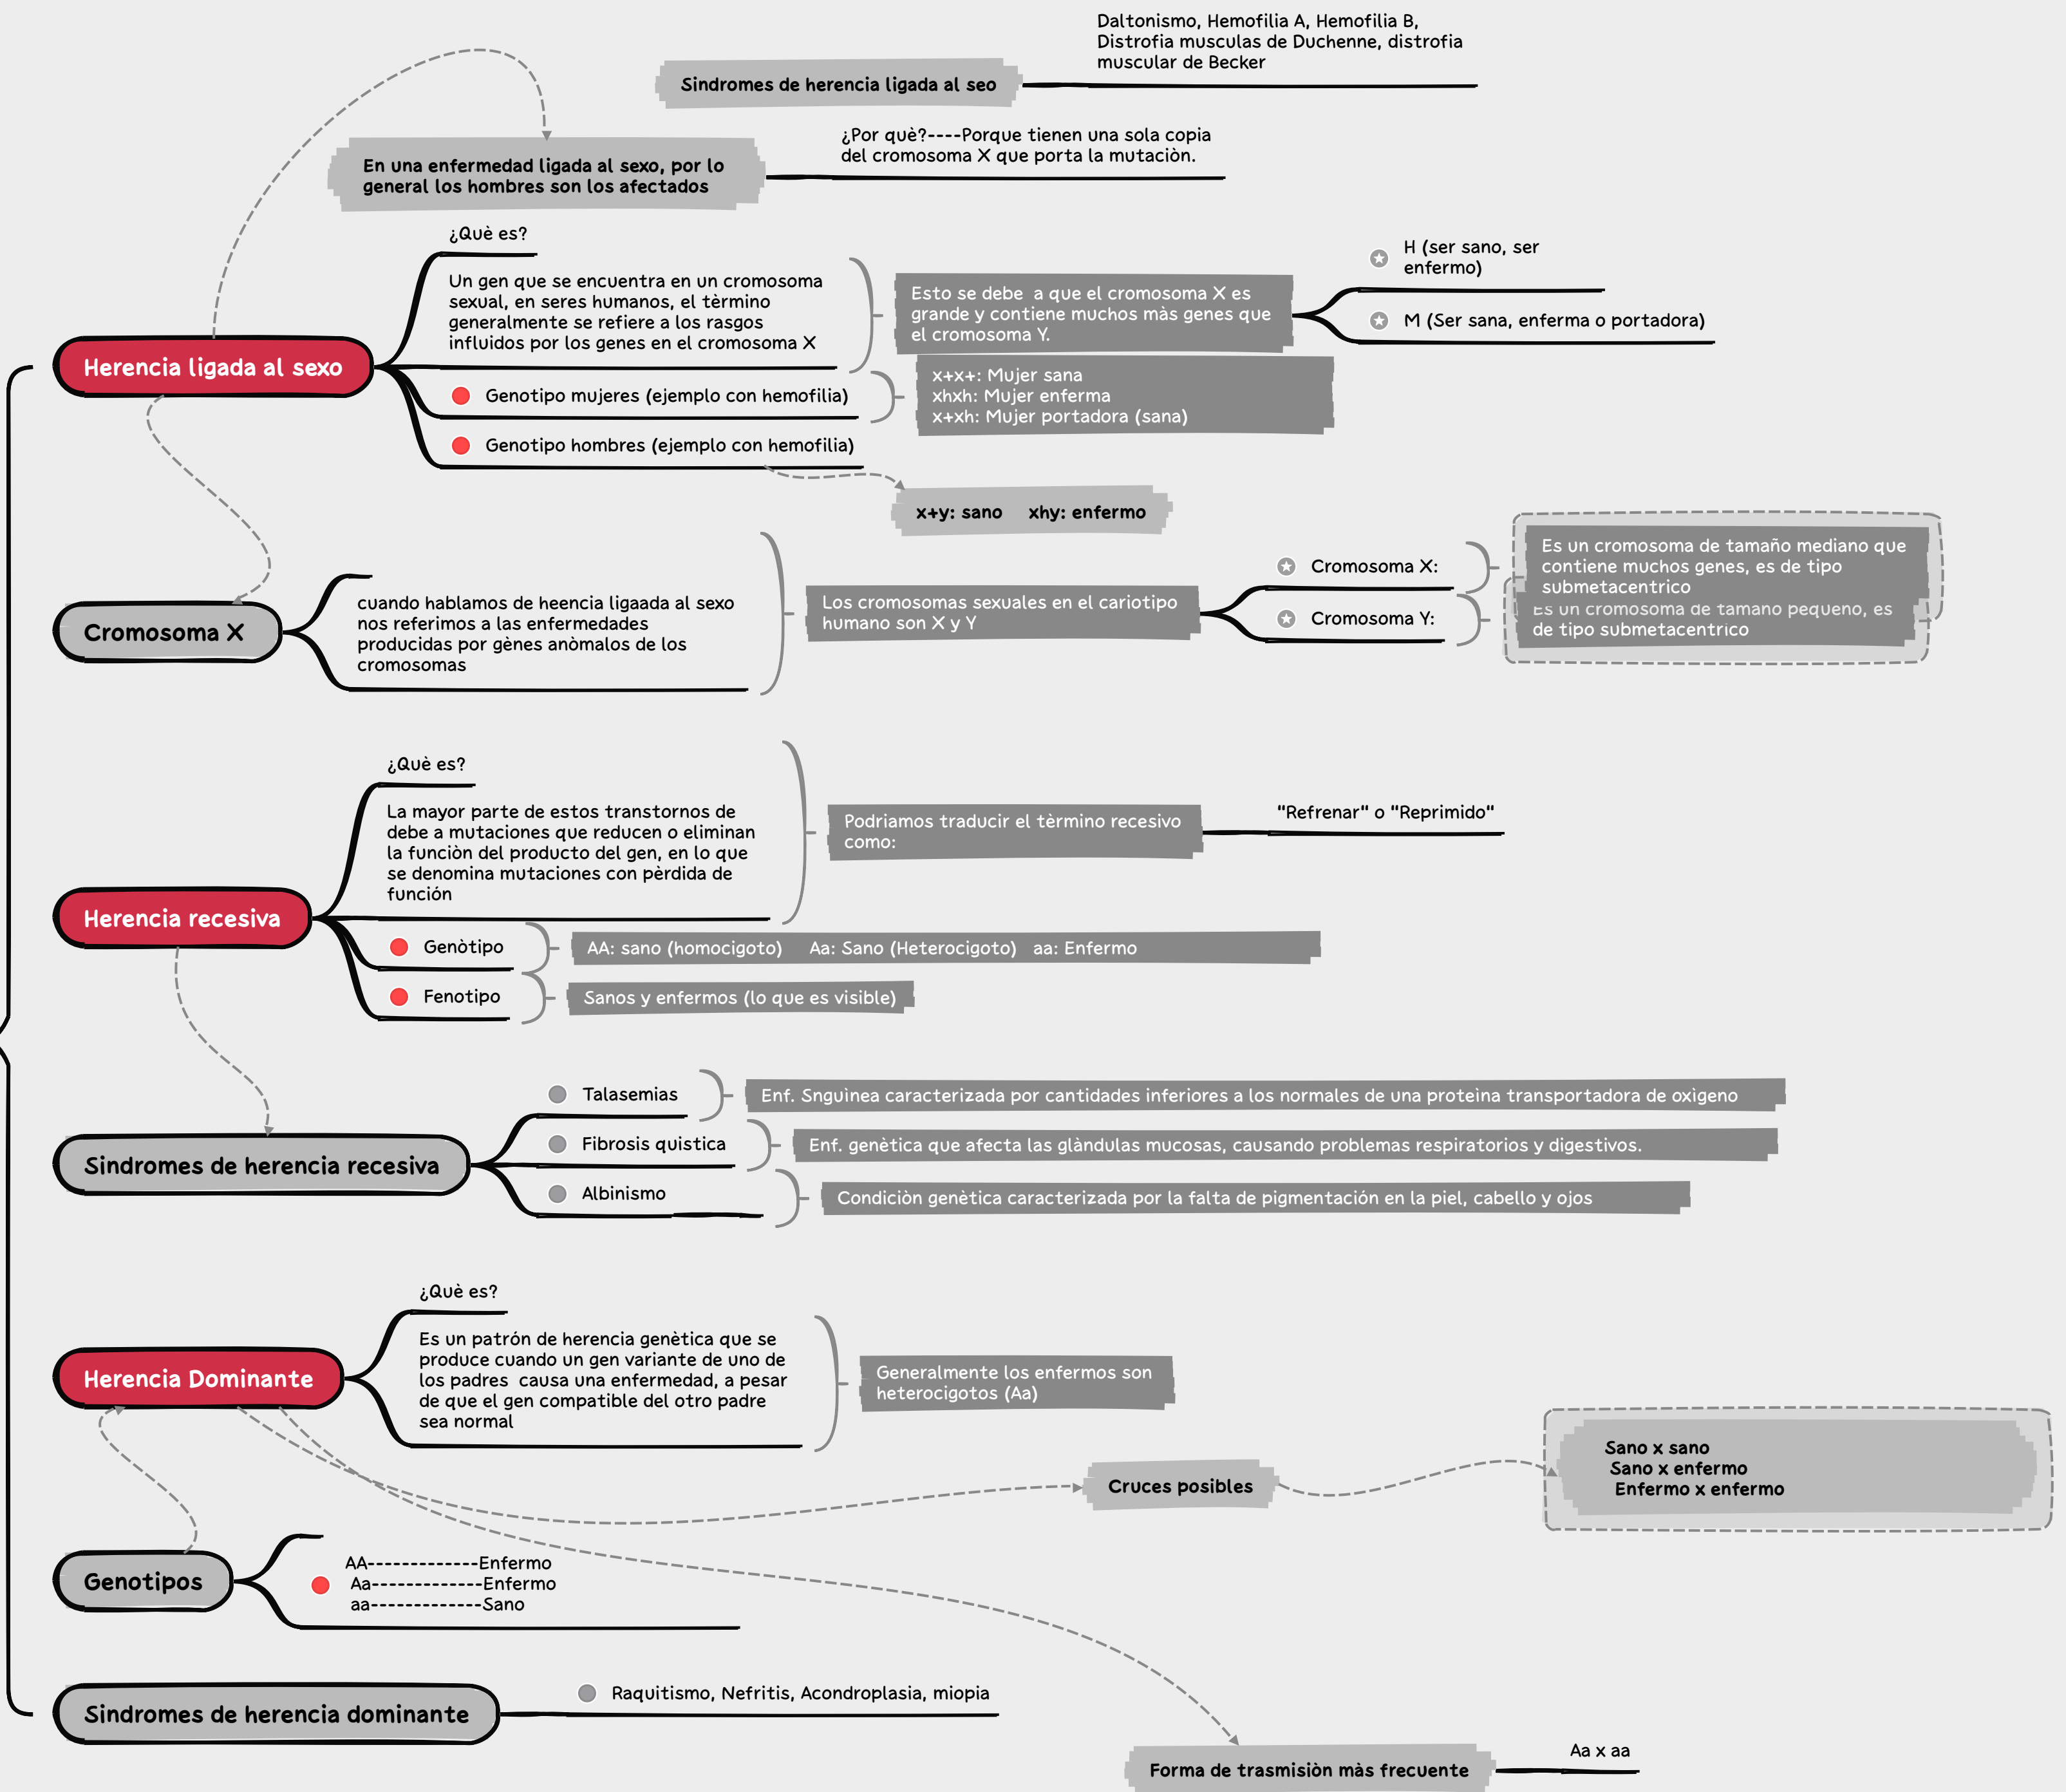 Daltonismo, Hemofilia A, Hemofilia B,
Distrofia musculas de Duchenne, distrofia
muscular de Becker
Sindromes de herencia ligada al seo
¿Por què?----Porque tienen una sola copia
del cromosoma X que porta la mutaciòn.
En una enfermedad ligada al sexo, por lo
general los hombres son los afectados
Herencia ligada al sexo
¿Què es?
Un gen que se encuentra en un cromosoma
sexual, en seres humanos, el tèrmino
generalmente se refiere a los rasgos
influidos por los genes en el cromosoma X
Esto se debe  a que el cromosoma X es
grande y contiene muchos màs genes que
el cromosoma Y.
H (ser sano, ser
enfermo)
M (Ser sana, enferma o portadora)
Genotipo mujeres (ejemplo con hemofilia)
x+x+: Mujer sana
xhxh: Mujer enferma
x+xh: Mujer portadora (sana)
Genotipo hombres (ejemplo con hemofilia)
x+y: sano    xhy: enfermo
Cromosoma X
cuando hablamos de heencia ligaada al sexo
nos referimos a las enfermedades
producidas por gènes anòmalos de los
cromosomas
Los cromosomas sexuales en el cariotipo
humano son X y Y
Cromosoma X:
Es un cromosoma de tamaño mediano que
contiene muchos genes, es de tipo
submetacentrico
Cromosoma Y:
Es un cromosoma de tamano pequeno, es
de tipo submetacentrico
Herencia recesiva
¿Què es?
La mayor parte de estos transtornos de
debe a mutaciones que reducen o eliminan
la funciòn del producto del gen, en lo que
se denomina mutaciones con pèrdida de
función
Podriamos traducir el tèrmino recesivo
como:
"Refrenar" o "Reprimido"
Genòtipo
AA: sano (homocigoto)     Aa: Sano (Heterocigoto)   aa: Enfermo
Fenotipo
Sanos y enfermos (lo que es visible)
Sindromes de herencia recesiva
Talasemias
Enf. Snguìnea caracterizada por cantidades inferiores a los normales de una proteìna transportadora de oxìgeno
Fibrosis quistica
Enf. genètica que afecta las glàndulas mucosas, causando problemas respiratorios y digestivos.
Albinismo
Condiciòn genètica caracterizada por la falta de pigmentación en la piel, cabello y ojos
Herencia Dominante
¿Què es?
Es un patrón de herencia genètica que se
produce cuando un gen variante de uno de
los padres  causa una enfermedad, a pesar
de que el gen compatible del otro padre
sea normal
Generalmente los enfermos son
heterocigotos (Aa)
Cruces posibles
Sano x sano
Sano x enfermo
Enfermo x enfermo
Genotipos
AA-------------Enfermo
Aa-------------Enfermo
aa-------------Sano
Sindromes de herencia dominante
Raquitismo, Nefritis, Acondroplasia, miopia
Forma de trasmisiòn màs frecuente
Aa x aa